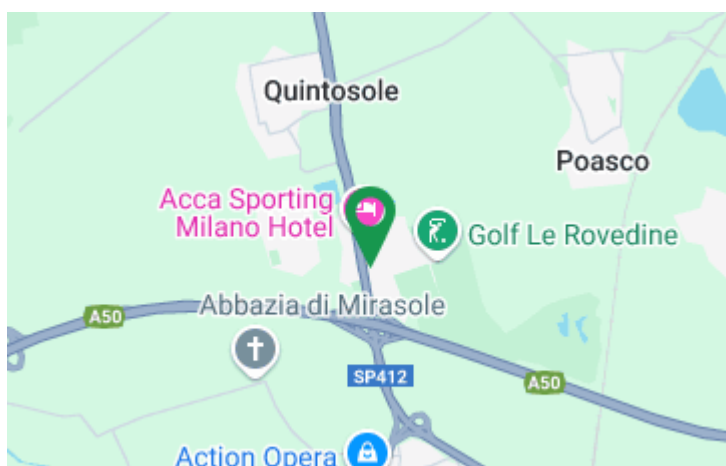 Quintosole
Poasco
Acca Sporting
Milano Hotel
Golf Le Rovedine
A50
Abbazia di Mirasole
SP412
A50
Action Opera